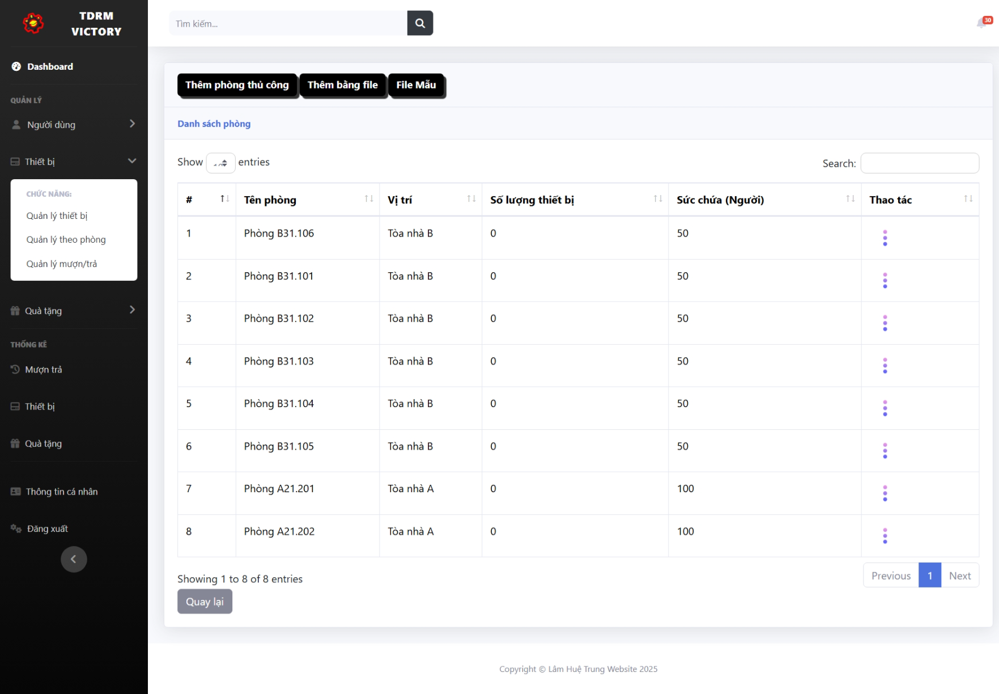 TDRM
VICTORY
Dashboard
QUẢN LÝ
Người dùng
Thiết bị
CHỨC NĂNG:
Quản lý thiết bị
Quản lý theo phòng
Quản lý mượn/trả
Quà tặng
THỐNG KÊ
Mượn trả
Thiết bị
Quà tặng
Thông tin cá nhân
Đăng xuất
Tìm kiếm...
30
Thêm phòng thủ công Thêm bằng file File Mẫu
Danh sách phòng
Show entries Search:
# Tên phòng Vị trí Số lượng thiết bị Sức chứa (Người) Thao tác
1 Phòng B31.106 Tòa nhà B 0 50
2 Phòng B31.101 Tòa nhà B 0 50
3 Phòng B31.102 Tòa nhà B 0 50
4 Phòng B31.103 Tòa nhà B 0 50
5 Phòng B31.104 Tòa nhà B 0 50
6 Phòng B31.105 Tòa nhà B 0 50
7 Phòng A21.201 Tòa nhà A 0 100
8 Phòng A21.202 Tòa nhà A 0 100
Showing 1 to 8 of 8 entries
Previous 1 Next
Quay lại
Copyright © Lâm Huệ Trung Website 2025